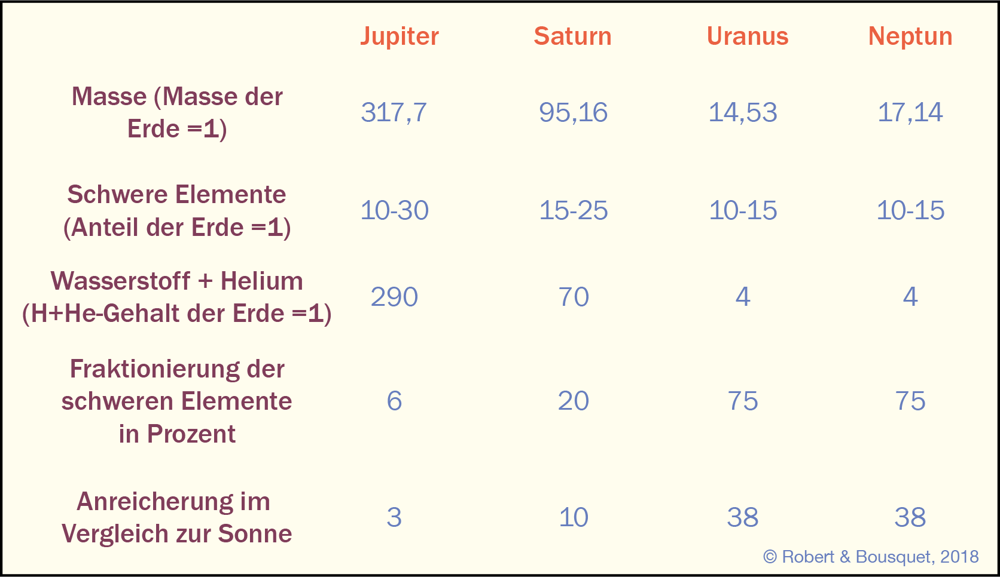 Jupiter Saturn Uranus Neptun
Masse (Masse der
Erde =1)
317,7 95,16 14,53 17,14
Schwere Elemente
(Anteil der Erde =1)
10-30 15-25 10-15 10-15
Wasserstoff + Helium
(H+He-Gehalt der Erde =1)
290 70 4 4
Fraktionierung der
schweren Elemente
in Prozent
6 20 75 75
Anreicherung im
Vergleich zur Sonne
3 10 38 38
© Robert & Bousquet, 2018